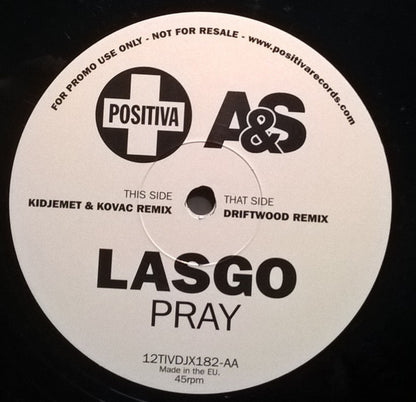 FOR PROMO USE ONLY - NOT FOR RESALE - www.positivarecords.com
POSITIVA
A&S
THIS SIDE
KIDJEMET & KOVAC REMIX
THAT SIDE
DRIFTWOOD REMIX
LASGO
PRAY
12TIVDJX182-AA
Made in the EU.
45rpm